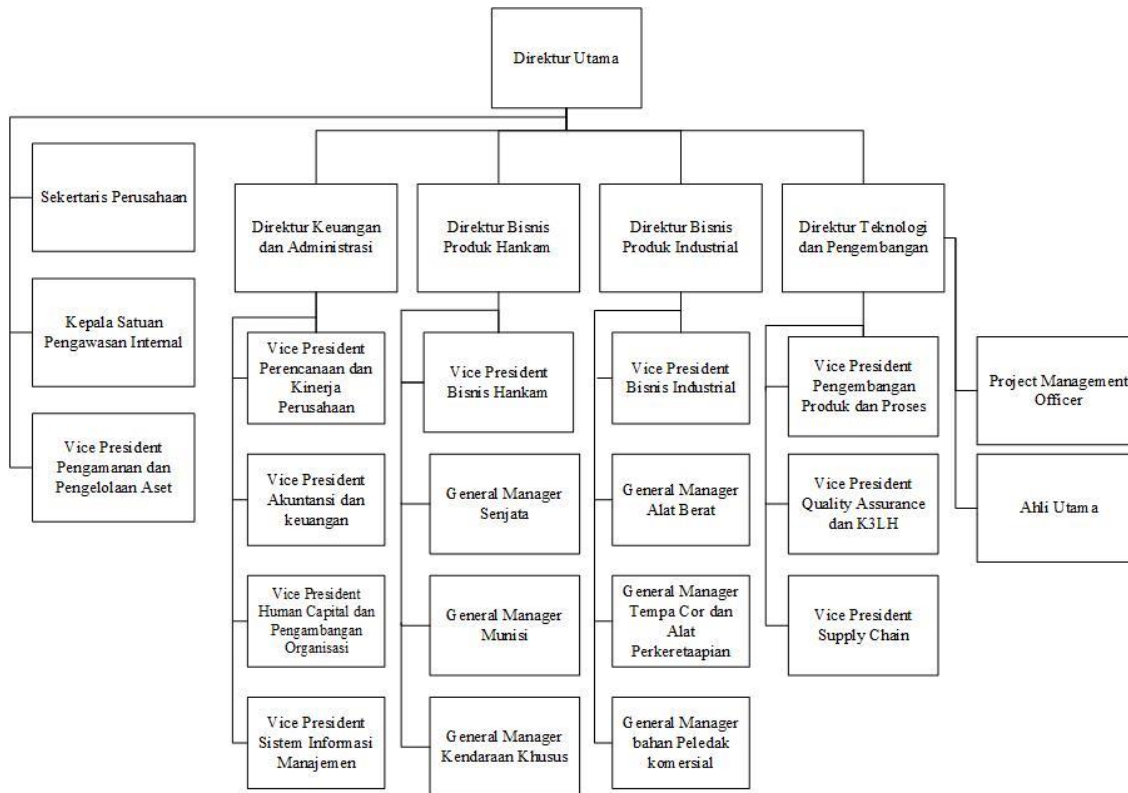 Direktur Utama
Sekertaris Perusahaan
Kepala Satuan
Pengawasan Internal
Vice President
Pengamanan dan
Pengelolaan Aset
Direktur Keuangan
dan Administrasi
Vice President
Perencanaan dan
Kinerja
Perusahaan
Vice President
Akuntansi dan
keuangan
Vice President
Human Capital dan
Pengambangan
Organisasi
Vice President
Sistem Informasi
Manajemen
Direktur Bisnis
Produk Hankam
Vice President
Bisnis Hankam
General Manager
Senjata
General Manager
Munisi
General Manager
Kendaraan Khusus
Direktur Bisnis
Produk Industrial
Vice President
Bisnis Industrial
General Manager
Alat Berat
General Manager
Tempa Cor dan
Alat
Perkeretaapian
General Manager
bahan Peledak
komersial
Direktur Teknologi
dan Pengembangan
Vice President
Pengembangan
Produk dan Proses
Vice President
Quality Assurance
dan K3LH
Vice President
Supply Chain
Project Management
Officer
Ahli Utama